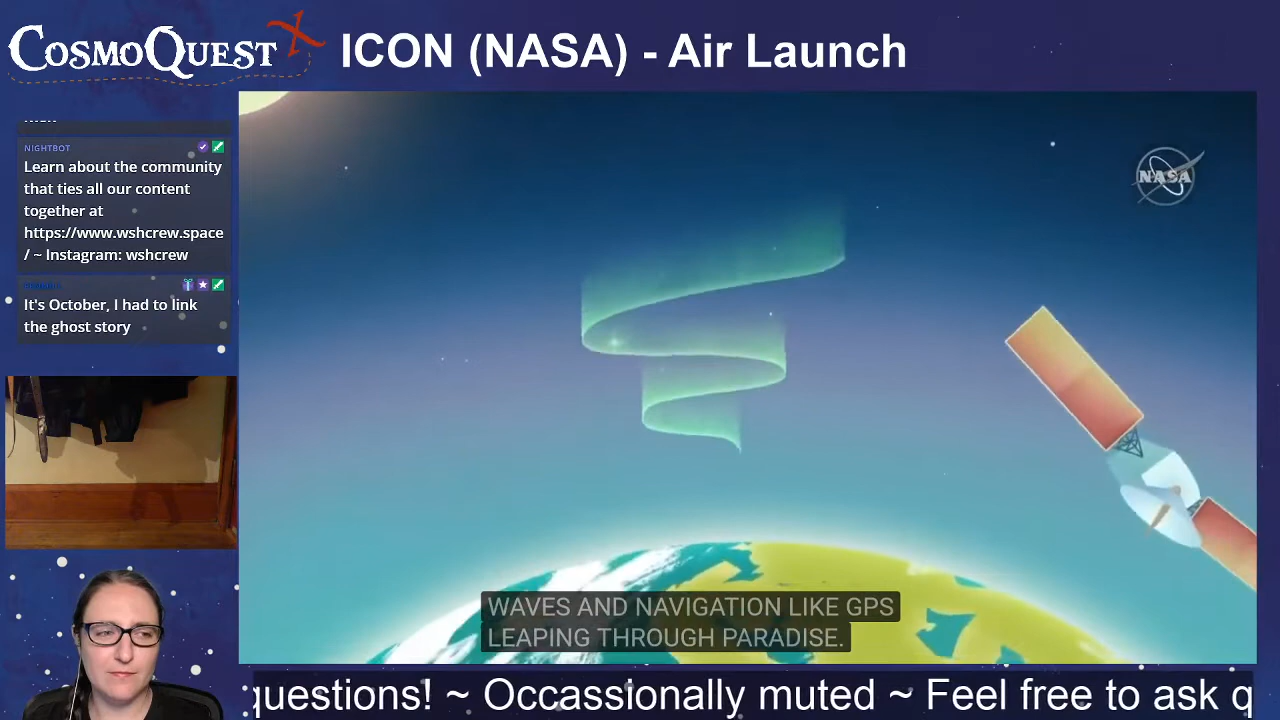 COSMOQUEST X
ICON (NASA) - Air Launch
NIGHTBOT
Learn about the community
that ties all our content
together at
https://www.wshcrew.space
/ ~ Instagram: wshcrew
It's October, I had to link
the ghost story
NASA
WAVES AND NAVIGATION LIKE GPS
LEAPING THROUGH PARADISE.
questions! ~ Occassionally muted ~ Feel free to ask q